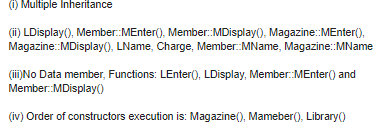 (i) Multiple Inheritance
(ii) LDisplay(), Member::MEnter(), Member::MDisplay(), Magazine::MEnter(),
Magazine::MDisplay(), LName, Charge, Member::MName, Magazine::MName
(iii)No Data member, Functions: LEnter(), LDisplay, Member::MEnter() and
Member::MDisplay()
(iv) Order of constructors execution is: Magazine(), Mameber(), Library()